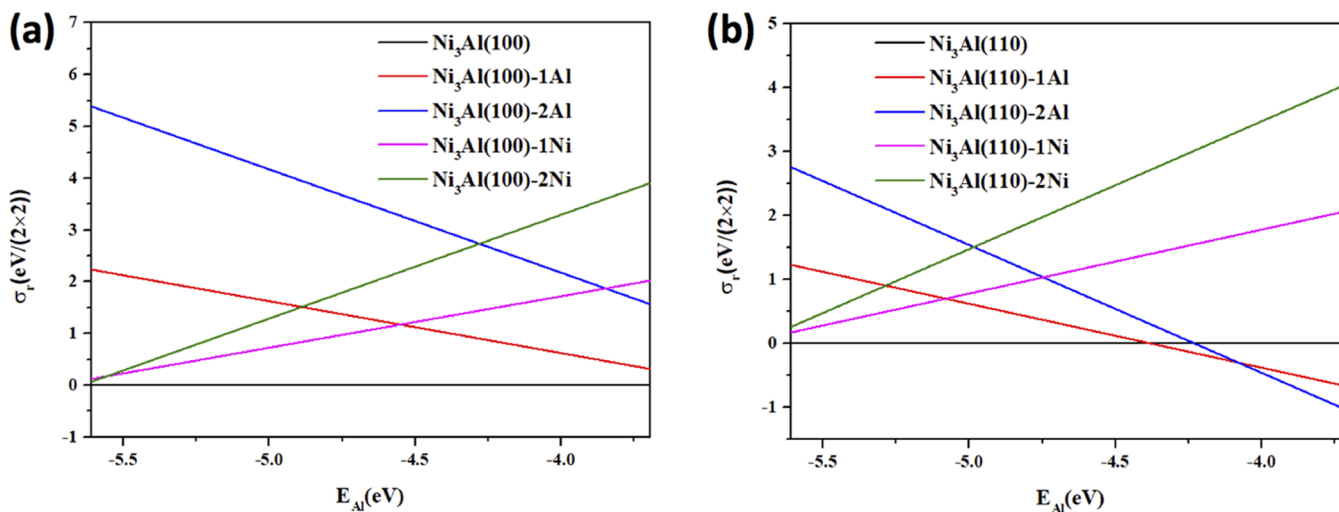 (a)
7
6
5
4
3
2
1
0
-1
σr(eV/(2×2))
Ni3Al(100)
Ni3Al(100)-1Al
Ni3Al(100)-2Al
Ni3Al(100)-1Ni
Ni3Al(100)-2Ni
-5.5 -5.0 -4.5 -4.0
EAl(eV)
(b)
5
4
3
2
1
0
-1
σr(eV/(2×2))
Ni3Al(110)
Ni3Al(110)-1Al
Ni3Al(110)-2Al
Ni3Al(110)-1Ni
Ni3Al(110)-2Ni
-5.5 -5.0 -4.5 -4.0
EAl(eV)